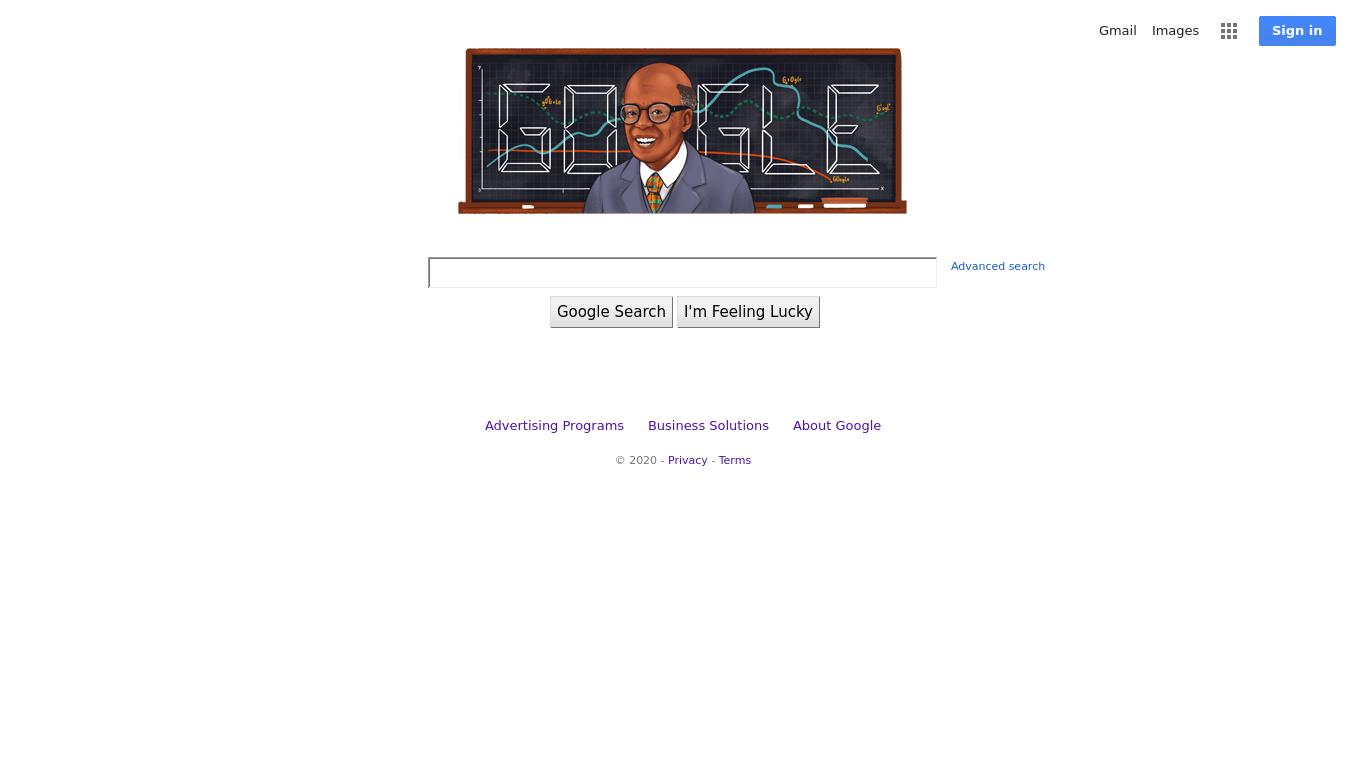 Gmail Images Sign in
GOOGLE
Advanced search
Google Search I'm Feeling Lucky
Advertising Programs Business Solutions About Google
© 2020 - Privacy - Terms